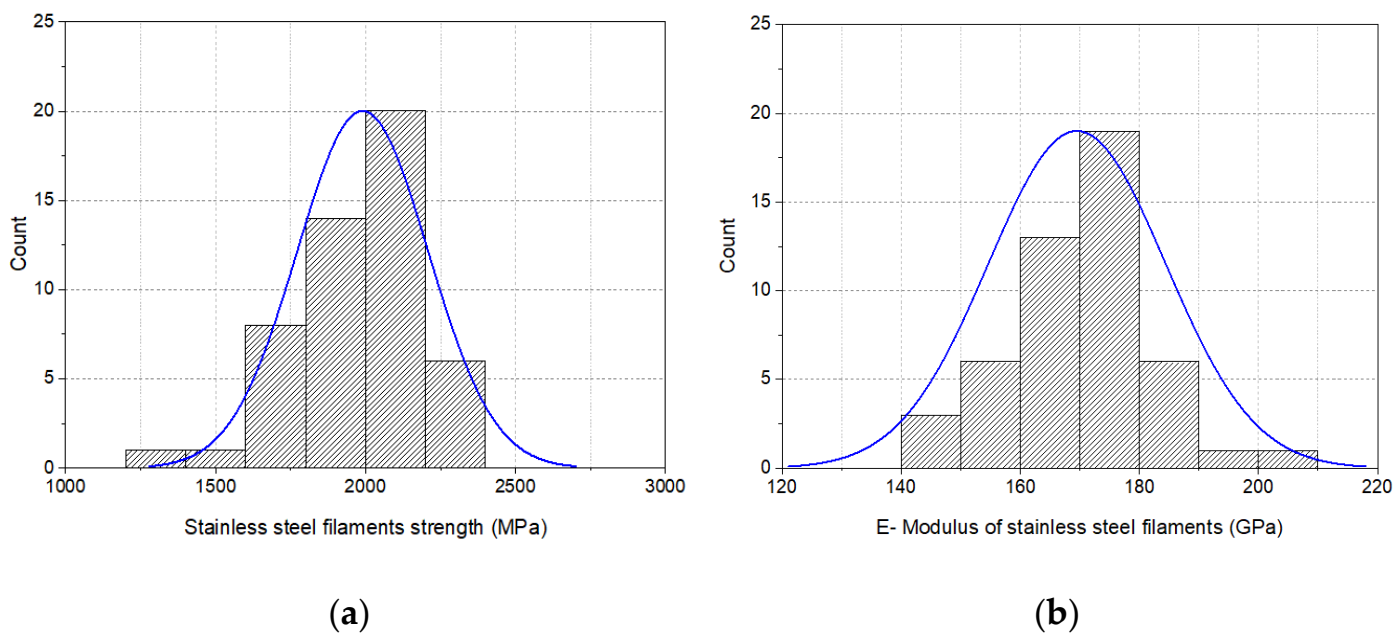 25
20
15
10
5
0
Count
1000 1500 2000 2500 3000
Stainless steel filaments strength (MPa)
(a)
25
20
15
10
5
0
Count
120 140 160 180 200 220
E- Modulus of stainless steel filaments (GPa)
(b)